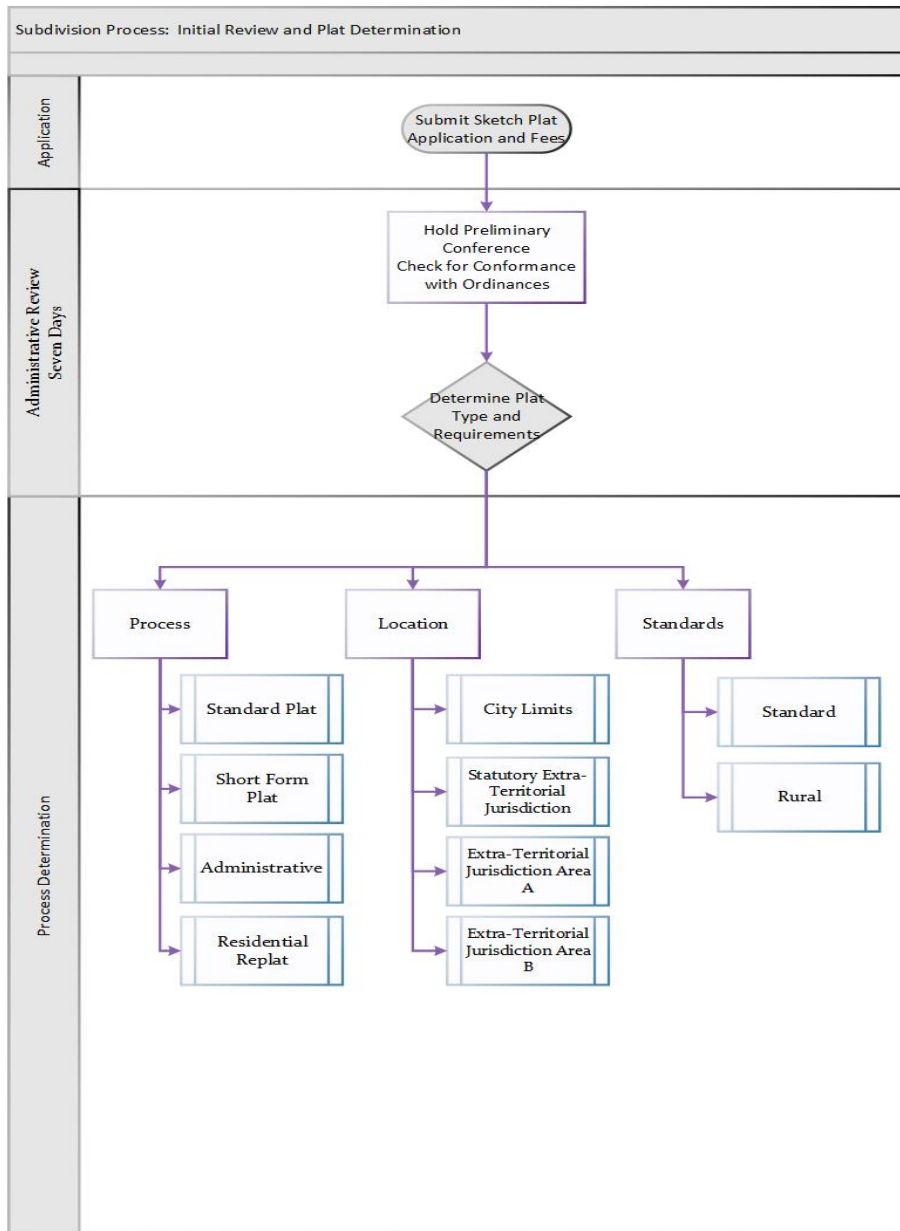 Subdivision Process: Initial Review and Plat Determination
Application
Submit Sketch Plat
Application and Fees
Administrative Review
Seven Days
Hold Preliminary
Conference
Check for Conformance
with Ordinances
Determine Plat
Type and
Requirements
Process Determination
Process
Standard Plat
Short Form
Plat
Administrative
Residential
Replat
Location
City Limits
Statutory Extra-
Territorial
Jurisdiction
Extra-Territorial
Jurisdiction Area
A
Extra-Territorial
Jurisdiction Area
B
Standards
Standard
Rural